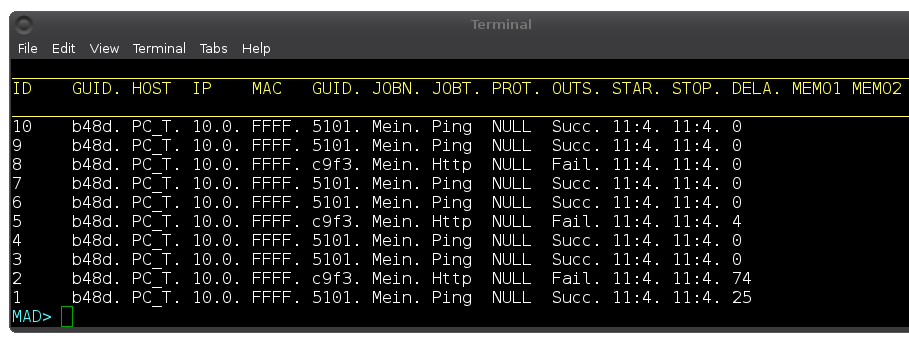 Terminal
File Edit View Terminal Tabs Help
ID GUID. HOST IP MAC GUID. JOBN. JOBT. PROT. OUTS. STAR. STOP. DELA. MEMO1 MEMO2
10 b48d. PC_T. 10.0. FFFF. 5101. Mein. Ping NULL Succ. 11:4. 11:4. 0
9 b48d. PC_T. 10.0. FFFF. 5101. Mein. Ping NULL Succ. 11:4. 11:4. 0
8 b48d. PC_T. 10.0. FFFF. c9f3. Mein. Http NULL Fail. 11:4. 11:4. 0
7 b48d. PC_T. 10.0. FFFF. 5101. Mein. Ping NULL Succ. 11:4. 11:4. 0
6 b48d. PC_T. 10.0. FFFF. 5101. Mein. Ping NULL Succ. 11:4. 11:4. 0
5 b48d. PC_T. 10.0. FFFF. c9f3. Mein. Http NULL Fail. 11:4. 11:4. 4
4 b48d. PC_T. 10.0. FFFF. 5101. Mein. Ping NULL Succ. 11:4. 11:4. 0
3 b48d. PC_T. 10.0. FFFF. 5101. Mein. Ping NULL Succ. 11:4. 11:4. 0
2 b48d. PC_T. 10.0. FFFF. c9f3. Mein. Http NULL Fail. 11:4. 11:4. 74
1 b48d. PC_T. 10.0. FFFF. 5101. Mein. Ping NULL Succ. 11:4. 11:4. 25
MAD>